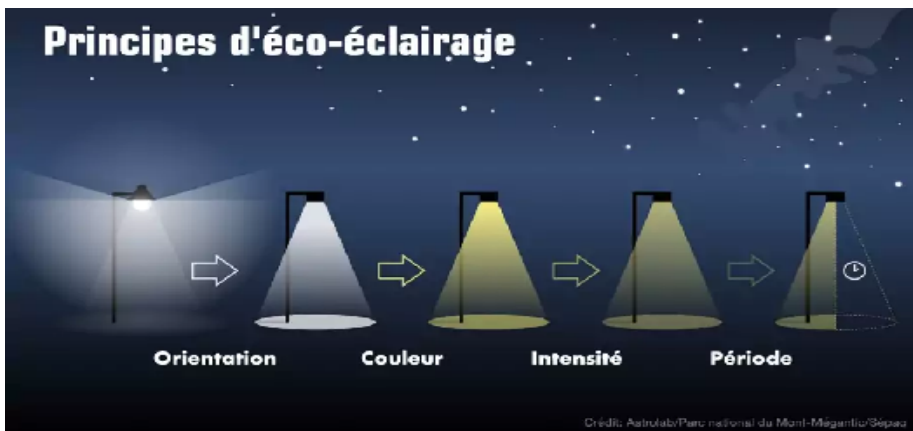 Principes d'éco-éclairage
Orientation Couleur Intensité Période
Crédit: Astrolab/Parc national du Mont-Mégantic/Sépaq